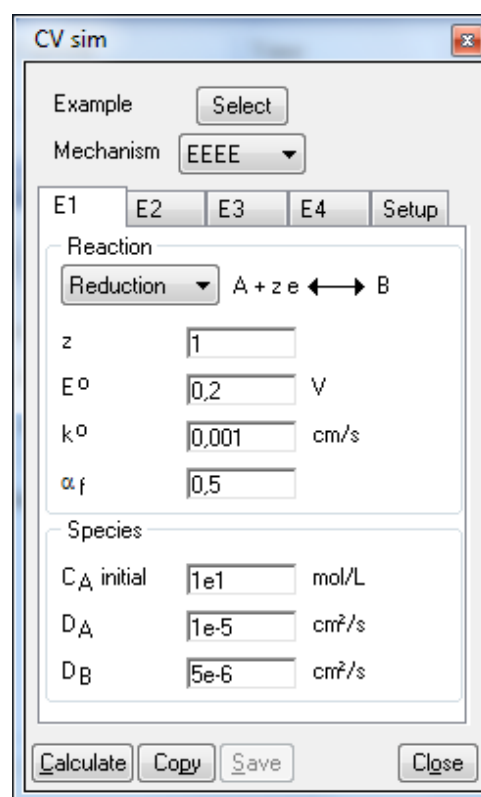 CV sim
Example Select
Mechanism EEEE
E1 E2 E3 E4 Setup
Reaction
Reduction A + z e ⟷ B
z 1
E⁰ 0,2 V
k⁰ 0,001 cm/s
αf 0,5
Species
CA initial 1e1 mol/L
DA 1e-5 cm²/s
DB 5e-6 cm²/s
Calculate Copy Save Close